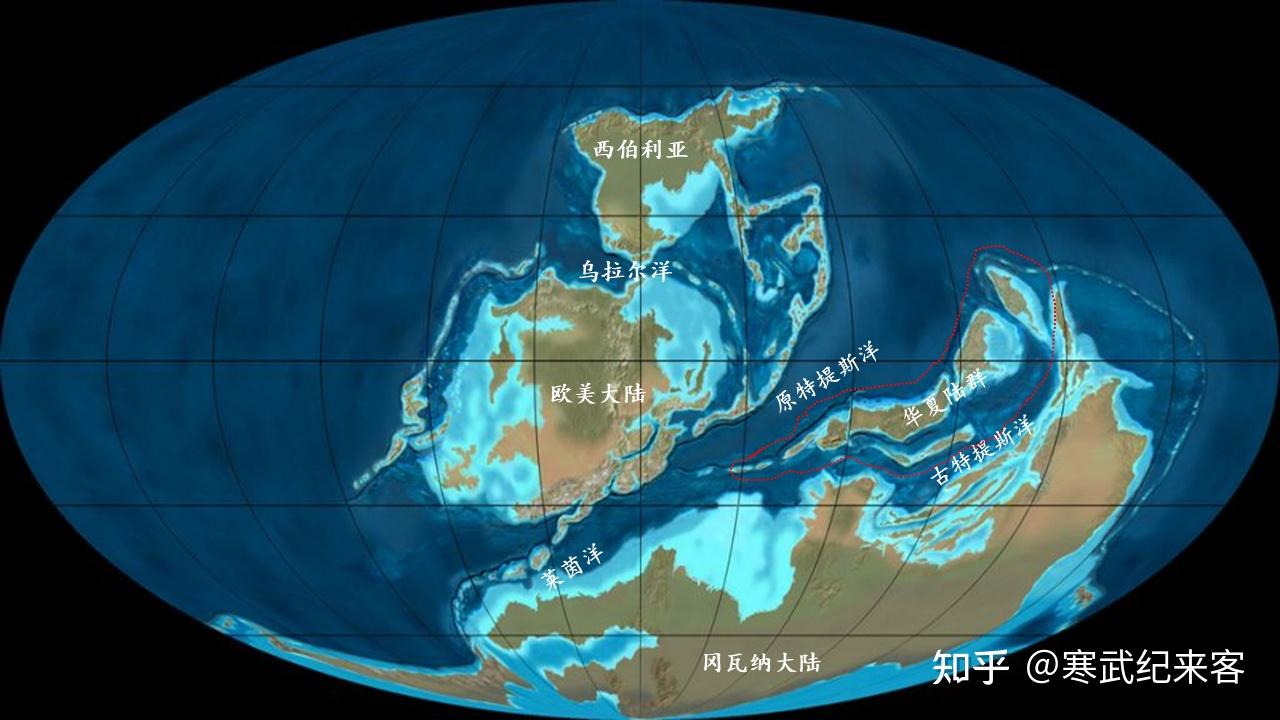 西伯利亚
乌拉尔洋
欧美大陆
原特提斯洋
华夏陆群
古特提斯洋
莱茵洋
冈瓦纳大陆
知乎 @寒武纪来客